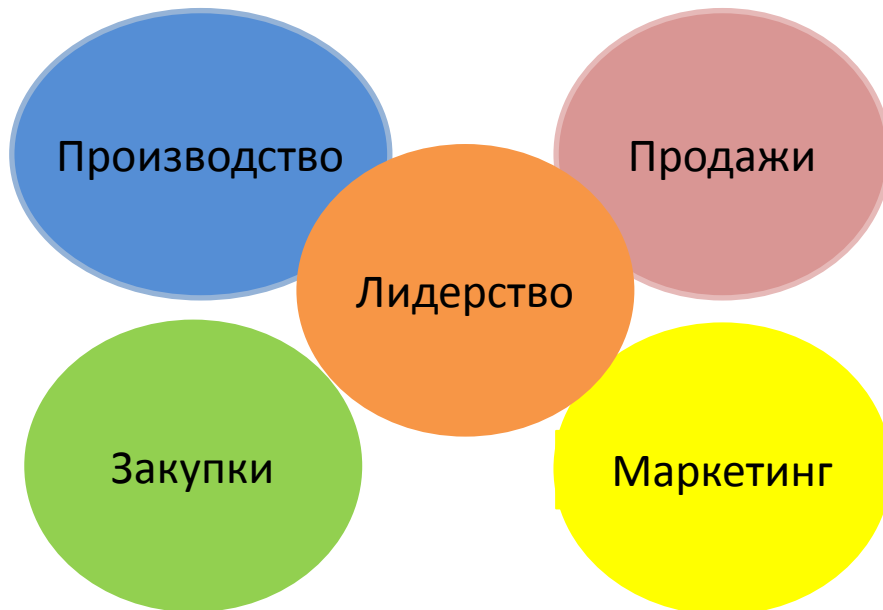 Производство
Продажи
Лидерство
Закупки
Маркетинг